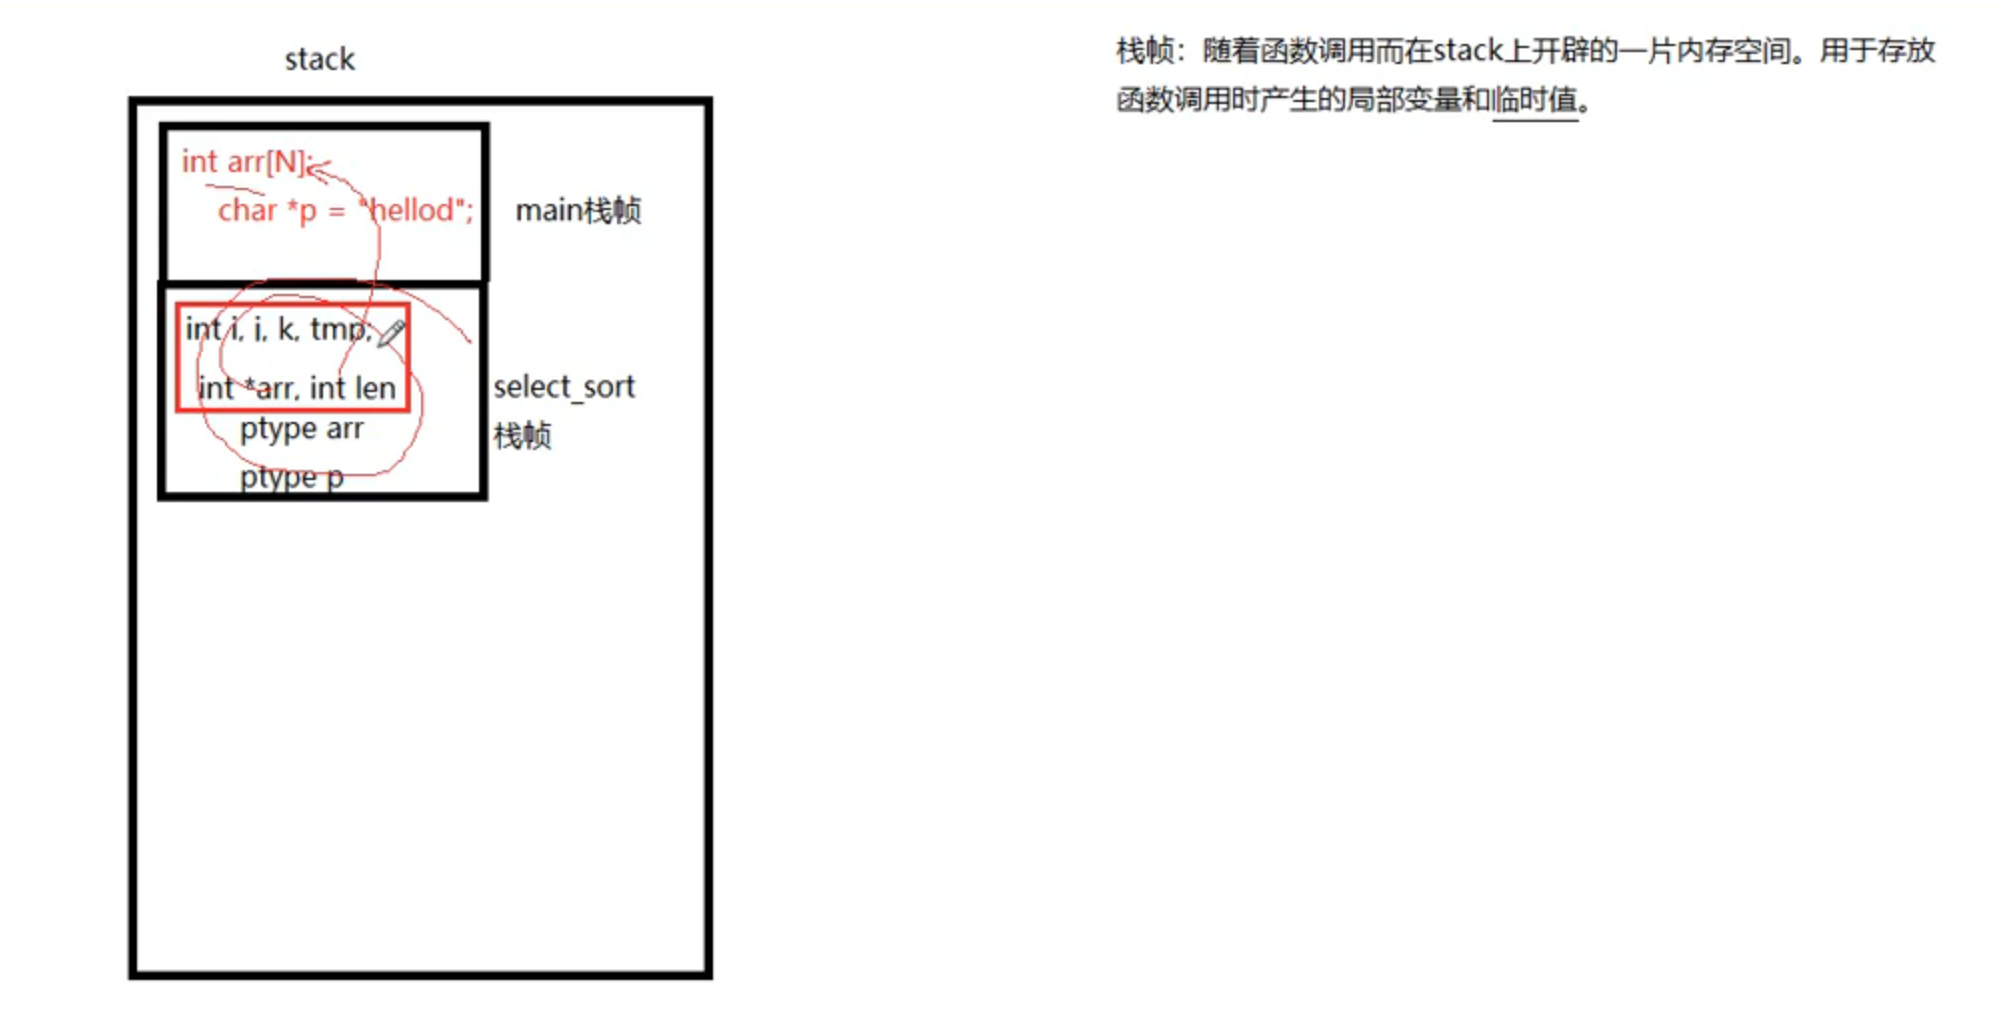 stack
栈帧：随着函数调用而在stack上开辟的一片内存空间。用于存放
函数调用时产生的局部变量和临时值。
int arr[N];
char *p = "hellod";
main栈帧
int i, j, k, tmp;
int *arr, int len
select_sort
栈帧
ptype arr
ptype p